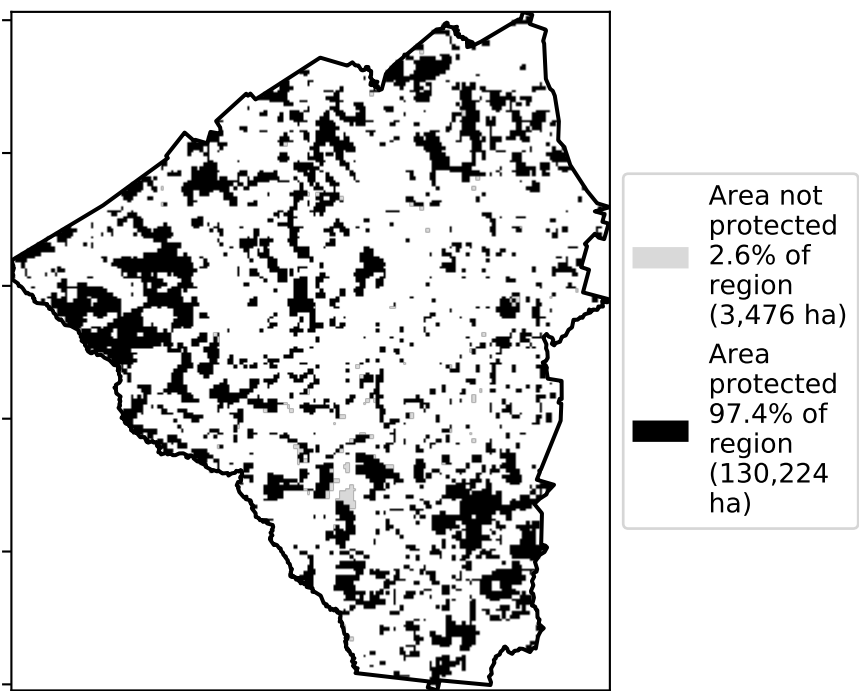 Area not
protected
2.6% of
region
(3,476 ha)
Area
protected
97.4% of
region
(130,224
ha)